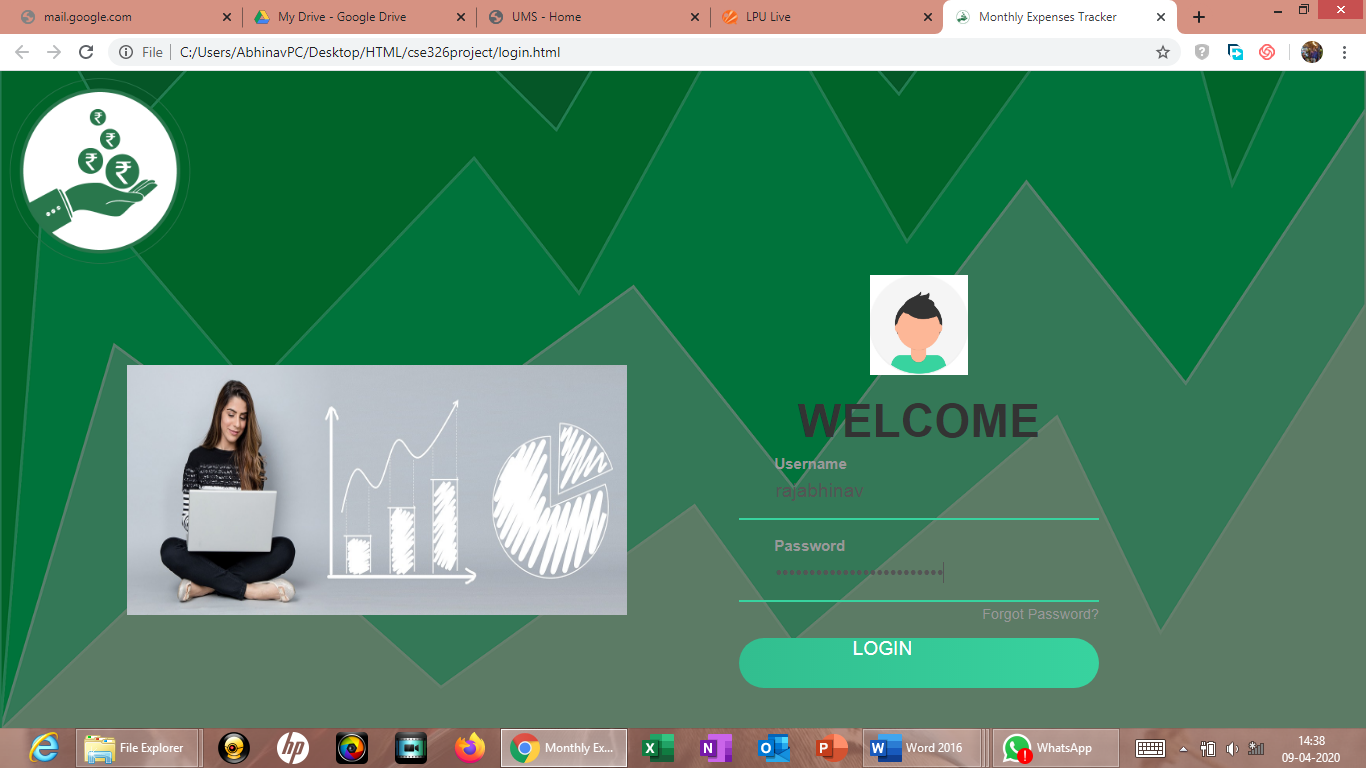 mail.google.com
My Drive - Google Drive
UMS - Home
LPU Live
Monthly Expenses Tracker
File
C:/Users/AbhinavPC/Desktop/HTML/cse326project/login.html
₹
₹
₹
₹
WELCOME
Username
rajabhinav
Password
•••••••••••••••••••••••••
Forgot Password?
LOGIN
File Explorer
Monthly Ex...
Word 2016
WhatsApp
14:38
09-04-2020